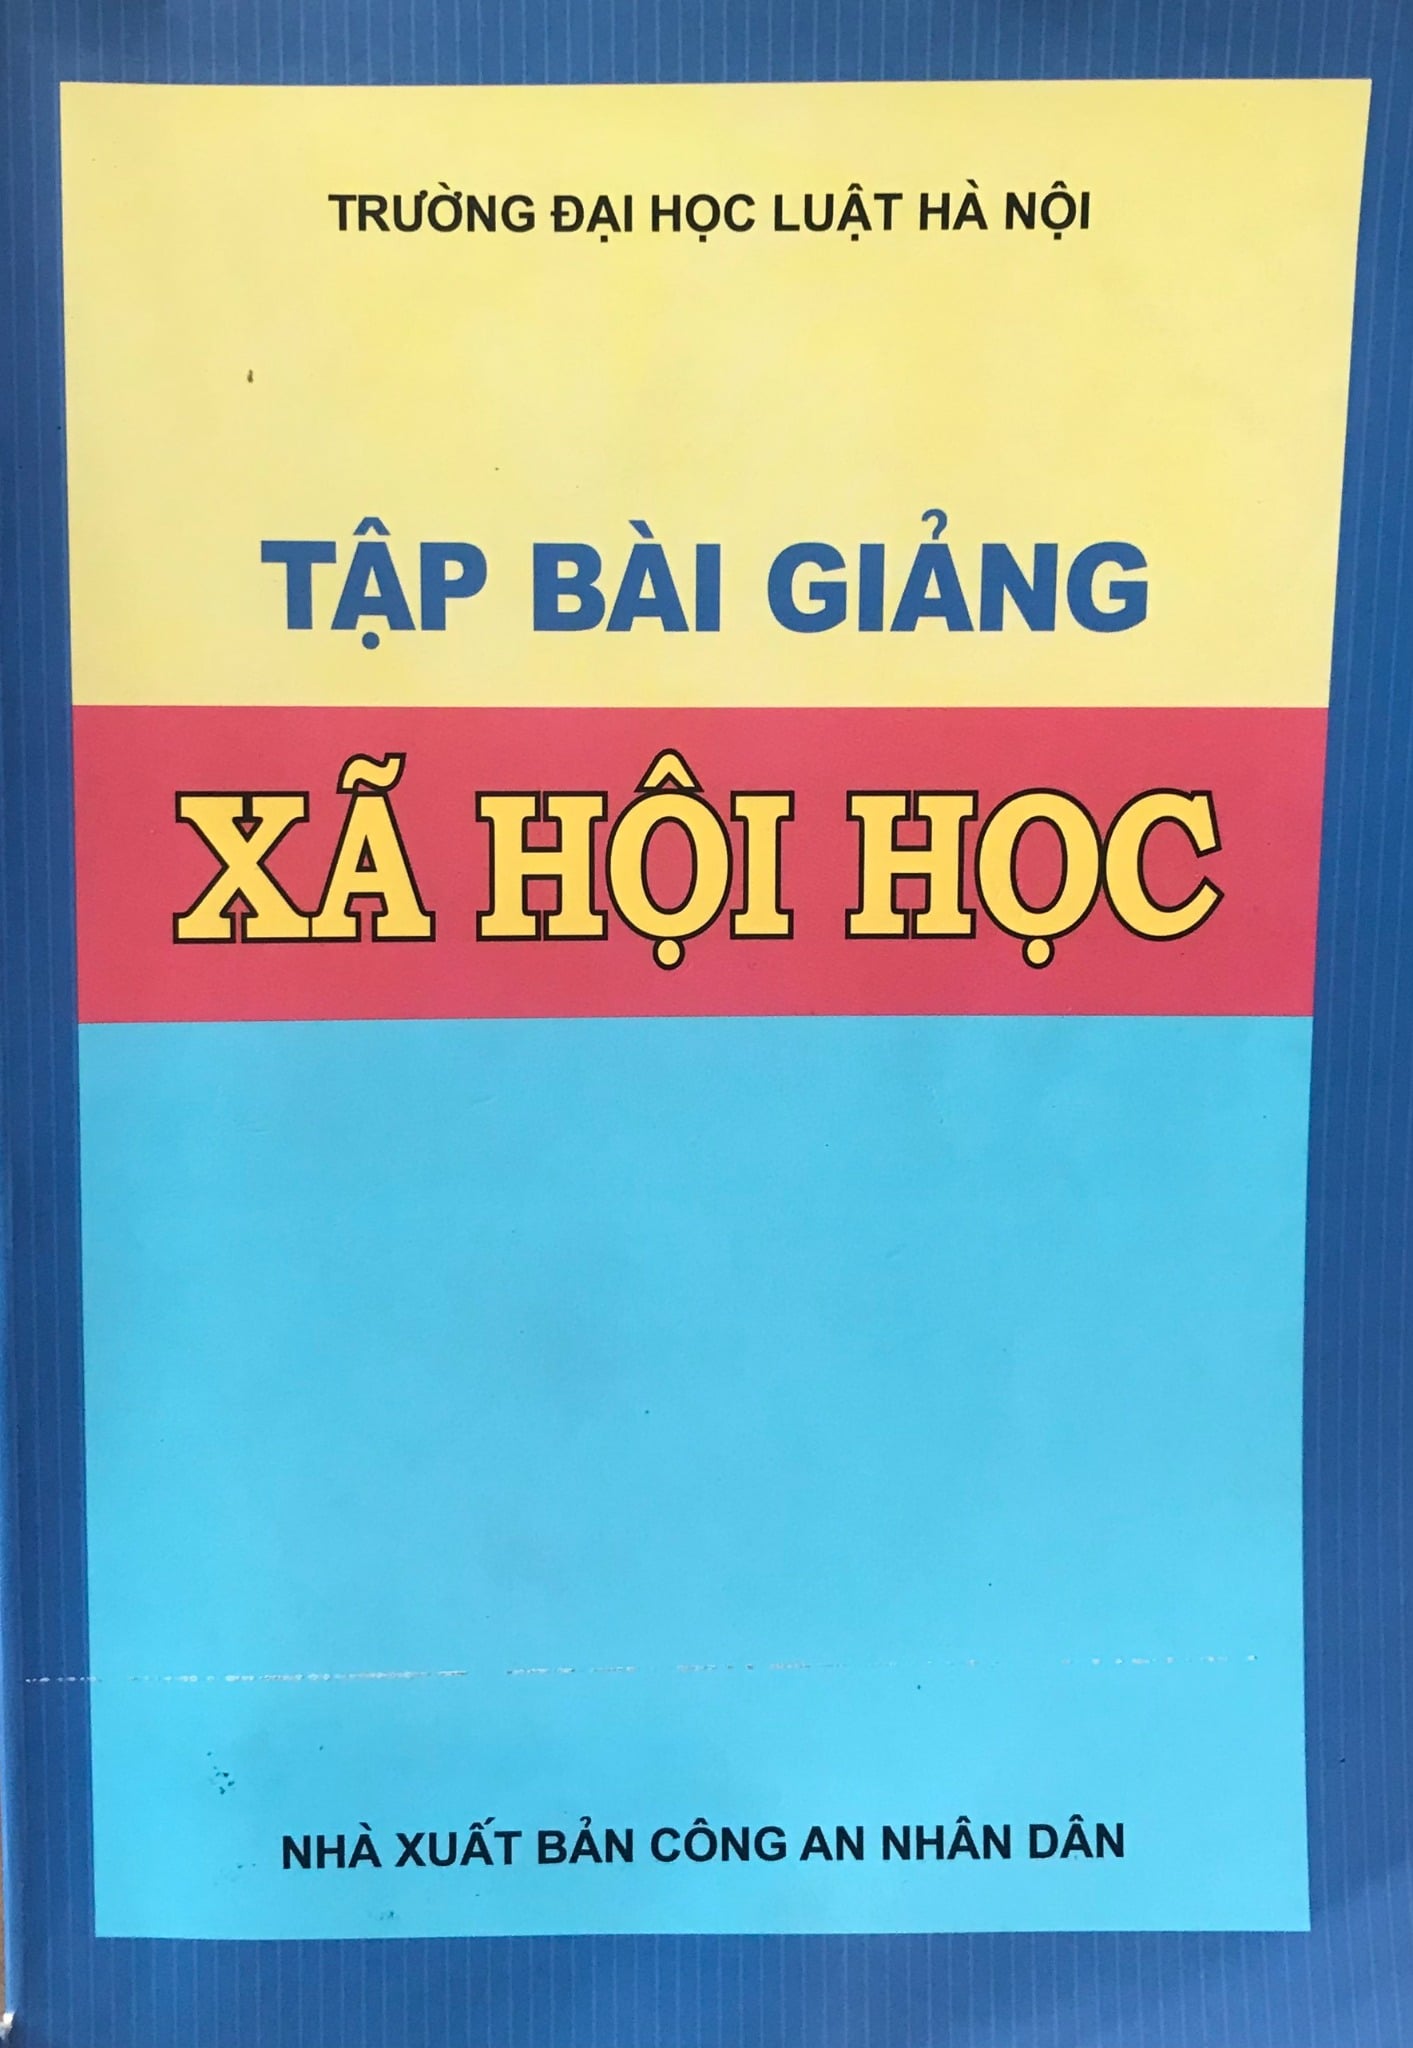 TRƯỜNG ĐẠI HỌC LUẬT HÀ NỘI
TẬP BÀI GIẢNG
XÃ HỘI HỌC
NHÀ XUẤT BẢN CÔNG AN NHÂN DÂN